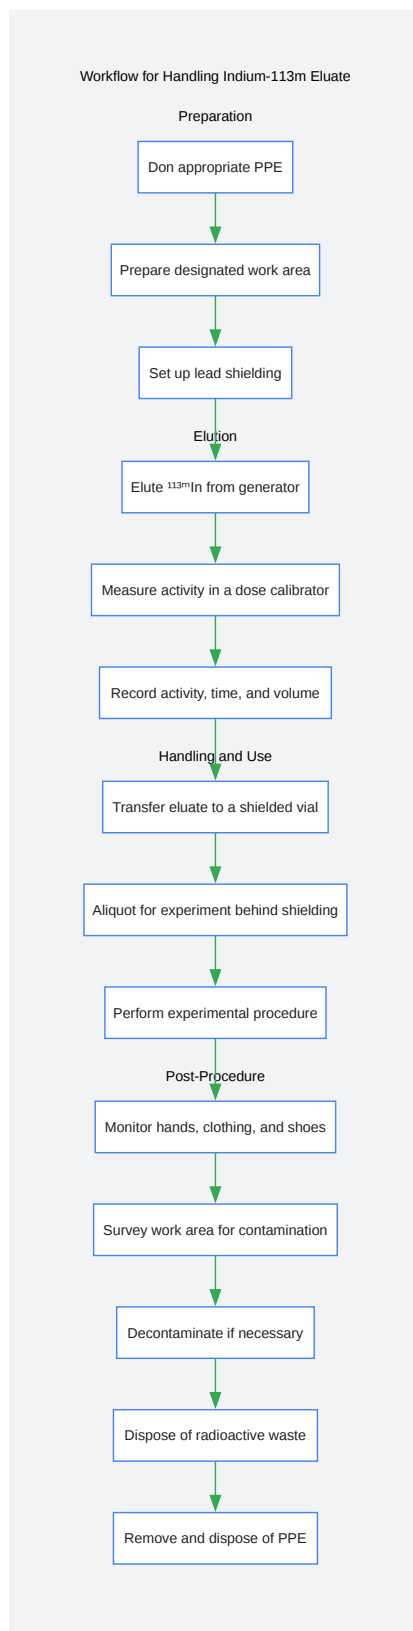 Workflow for Handling Indium-113m Eluate
Preparation
Don appropriate PPE
Prepare designated work area
Set up lead shielding
Elution
Elute ¹¹³ᵐIn from generator
Measure activity in a dose calibrator
Record activity, time, and volume
Handling and Use
Transfer eluate to a shielded vial
Aliquot for experiment behind shielding
Perform experimental procedure
Post-Procedure
Monitor hands, clothing, and shoes
Survey work area for contamination
Decontaminate if necessary
Dispose of radioactive waste
Remove and dispose of PPE